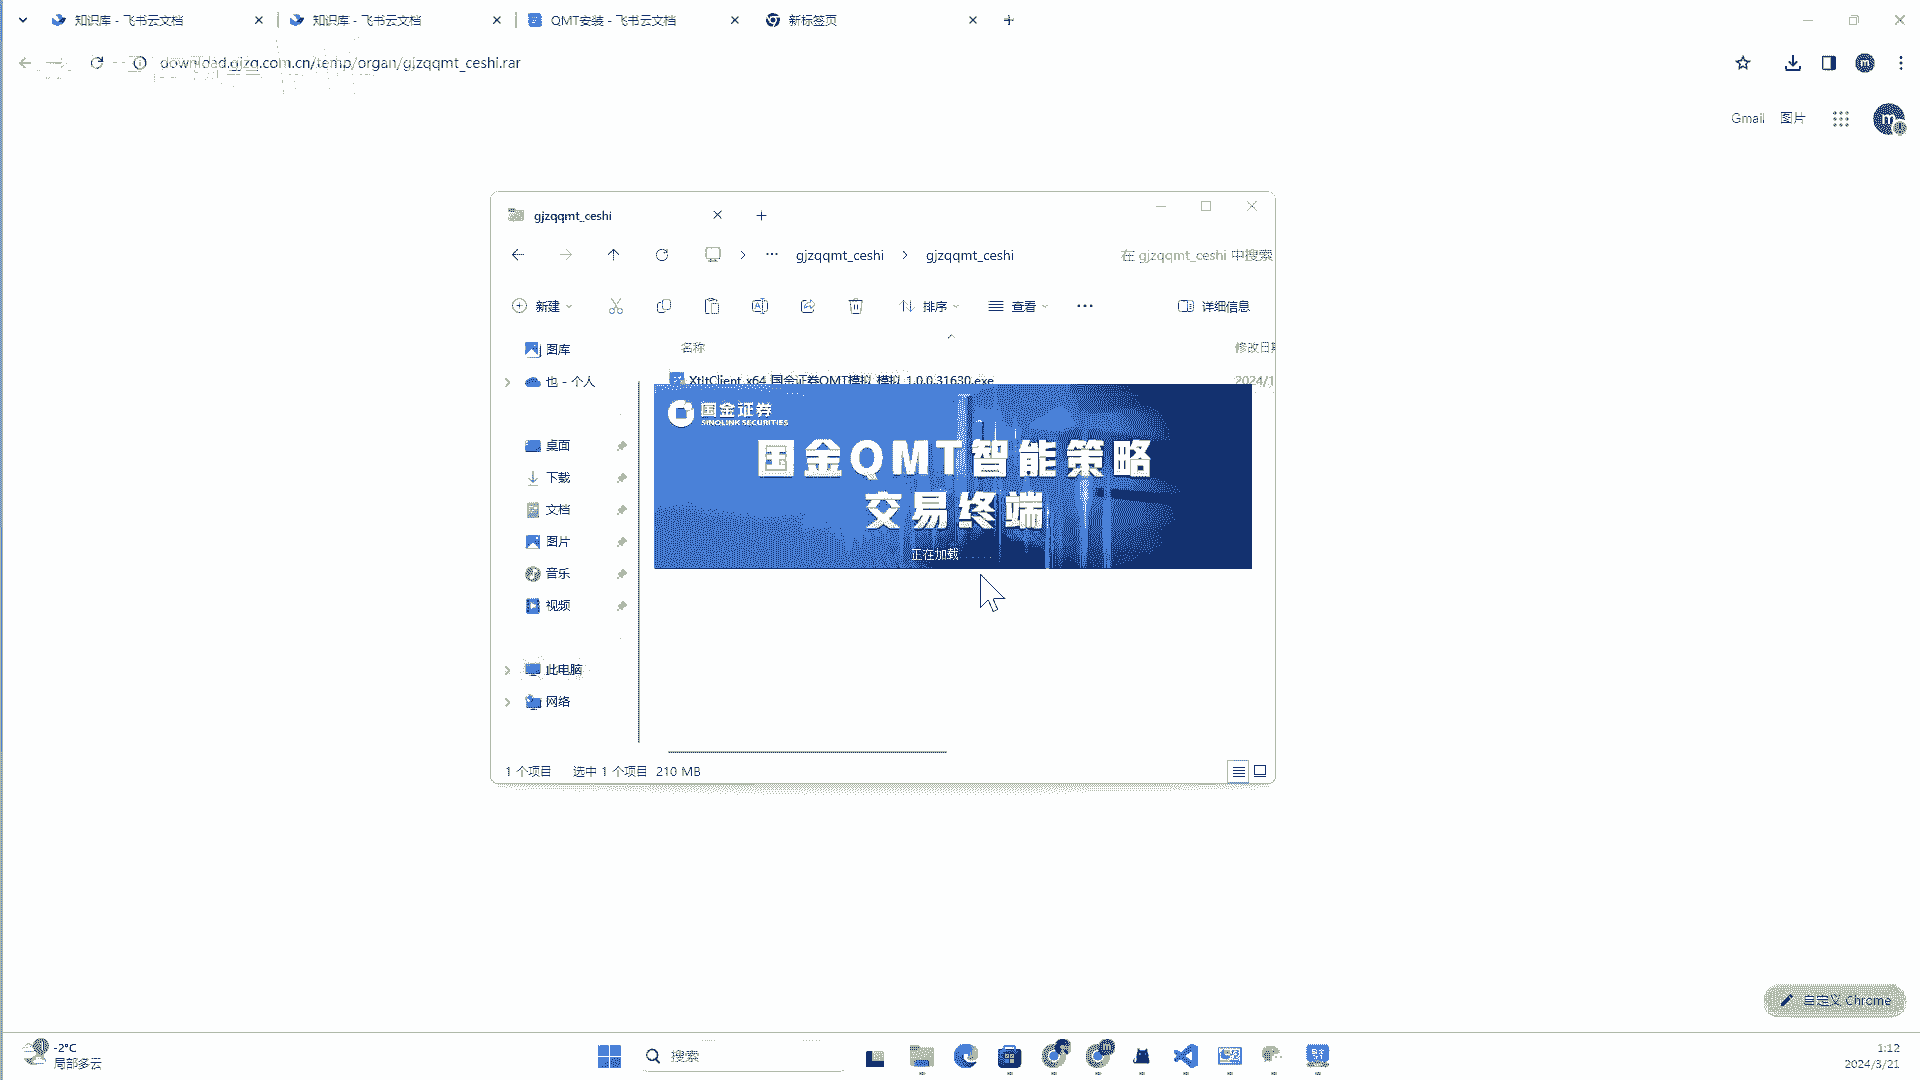 知识库 - 飞书云文档
知识库 - 飞书云文档
QMT安装 - 飞书云文档
新标签页
download.gjzq.com.cn/temp/organ/gjzqqmt_ceshi.rar
Gmail
图片
gjzqqmt_ceshi
gjzqqmt_ceshi
gjzqqmt_ceshi
在 gjzqqmt_ceshi 中搜索
新建
排序
查看
详细信息
名称
修改日期
图库
也 - 个人
XtItClient_x64_国金证券QMT模拟_模拟_1.0.0.31630.exe
2024/1
国金证券
SINOLINK SECURITIES
国金QMT智能策略
交易终端
正在加载
桌面
下载
文档
图片
音乐
视频
此电脑
网络
1 个项目
选中 1 个项目 210 MB
自定义 Chrome
-2°C
局部多云
搜索
1:12
2024/3/21